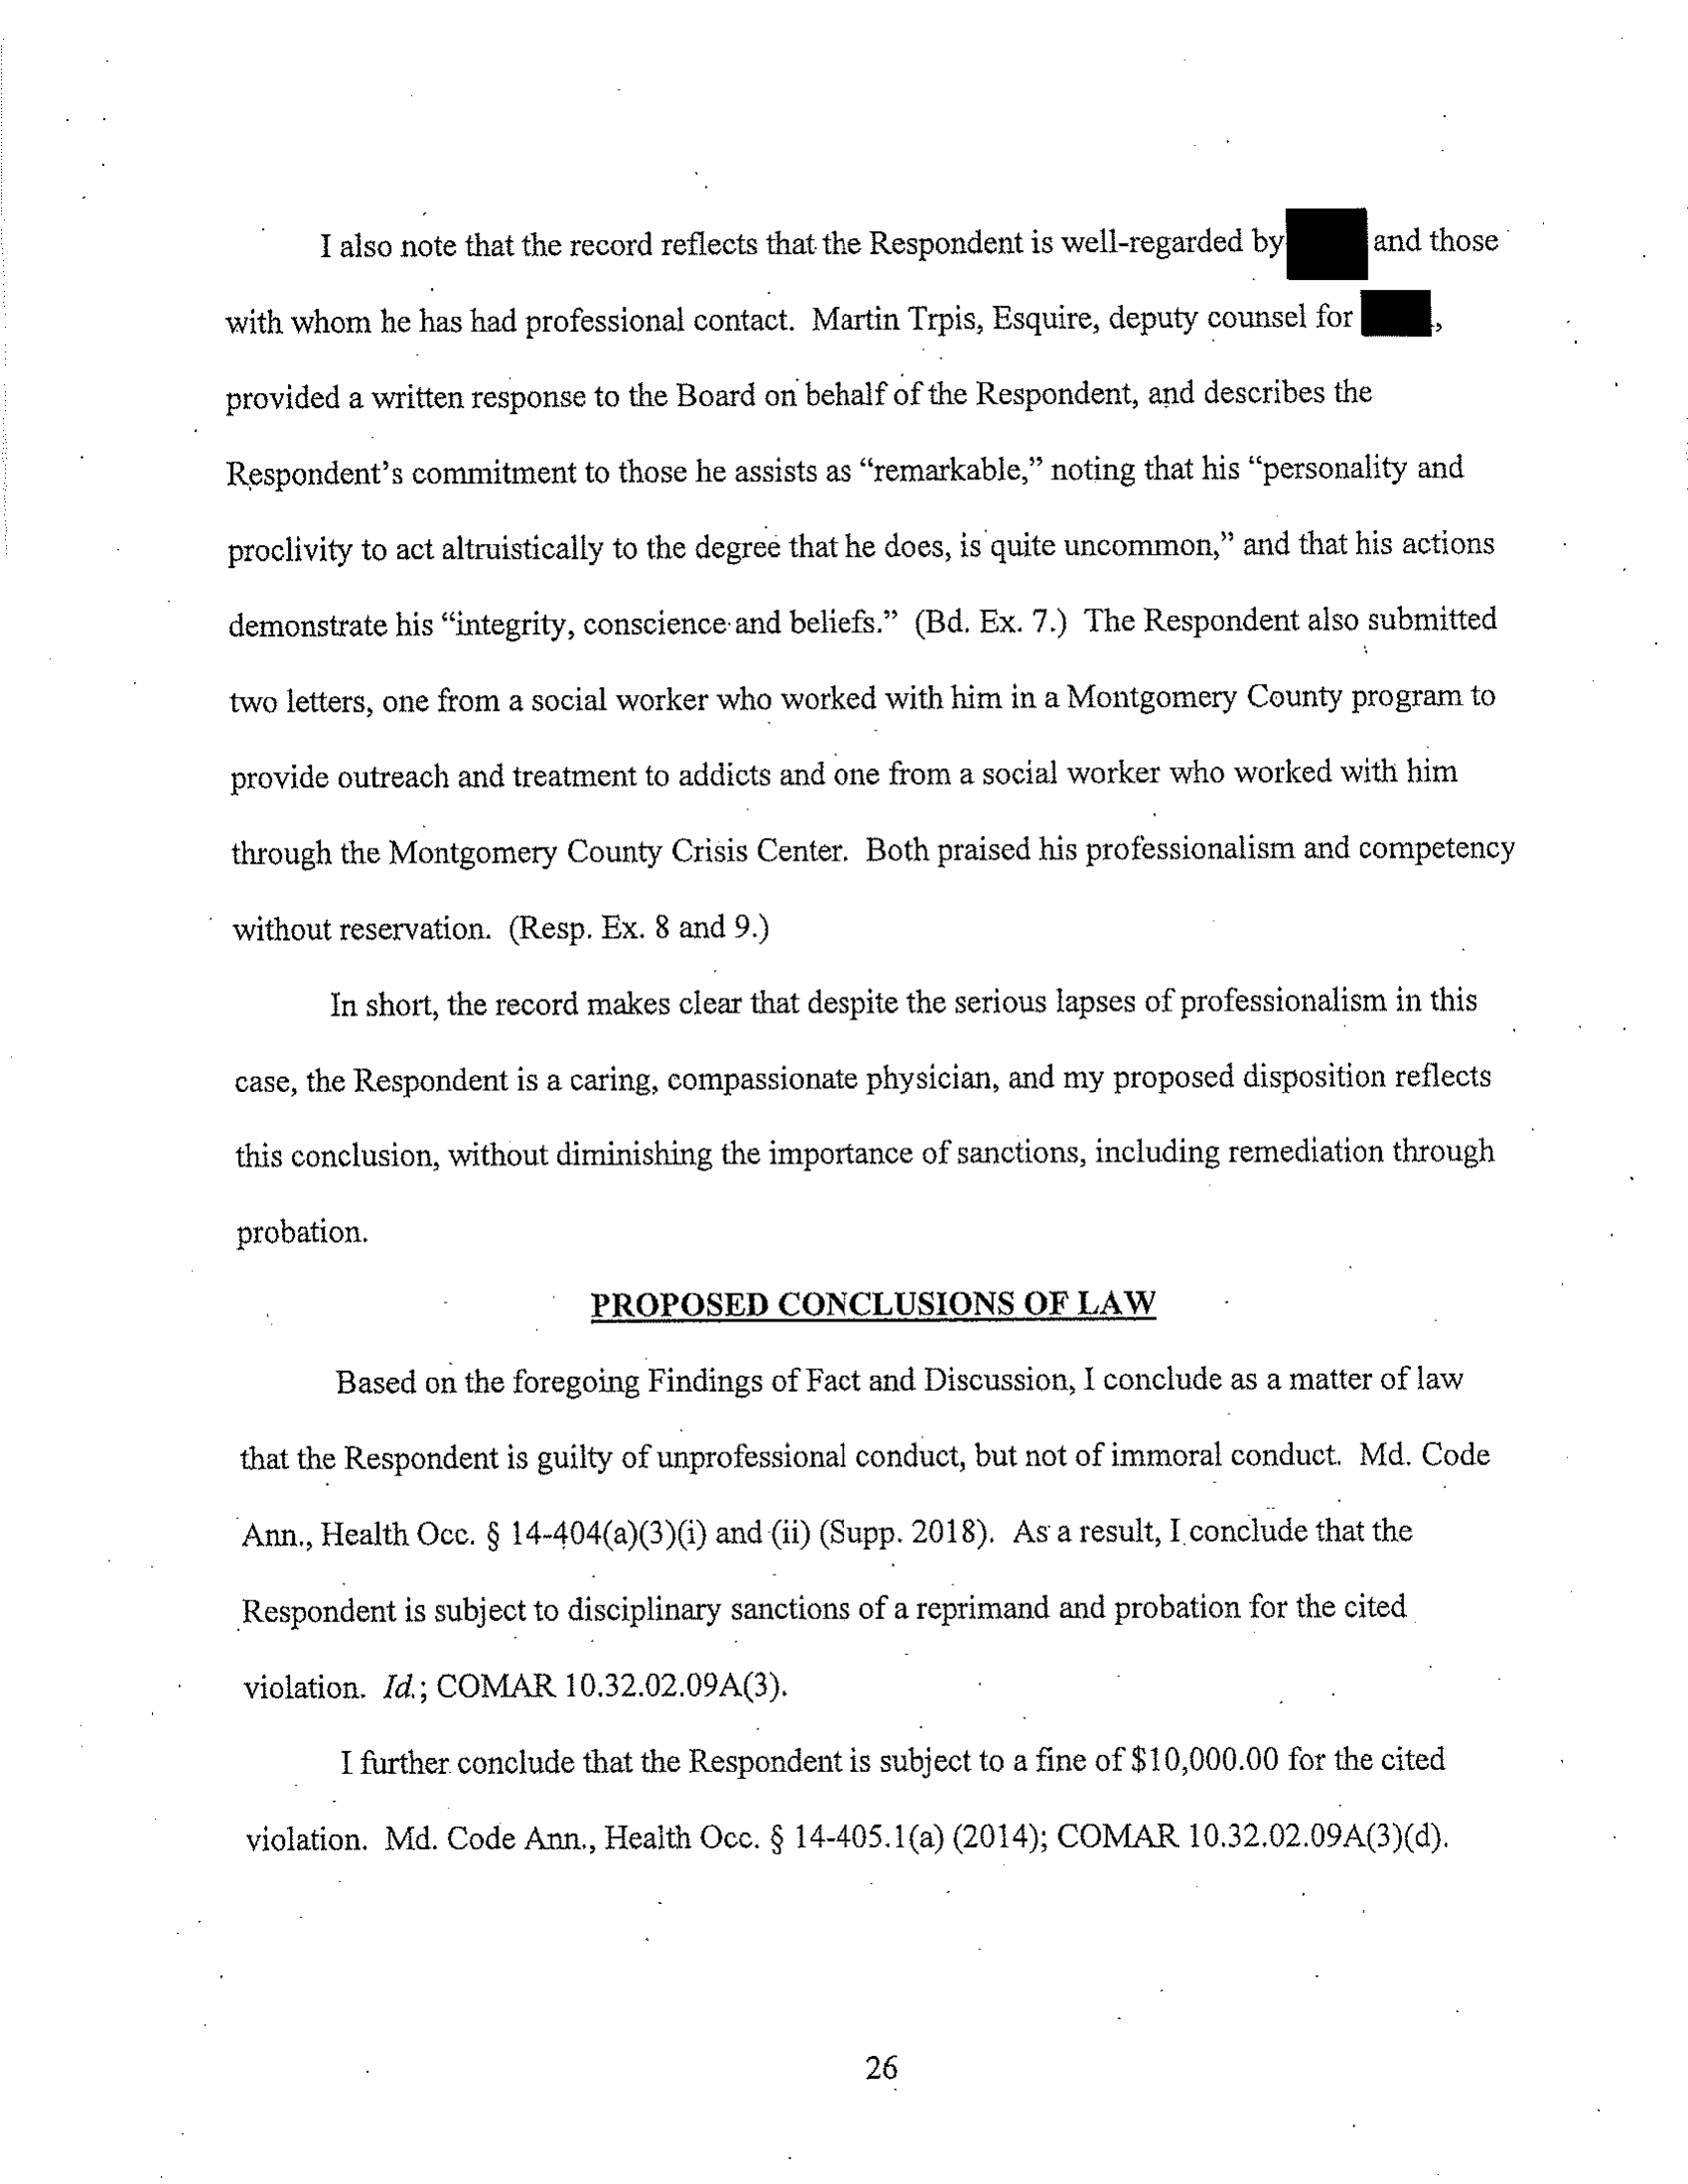 I also note that the record reflects that the Respondent is well-regarded by and those
with whom he has had professional contact. Martin Trpis, Esquire, deputy counsel for ,
provided a written response to the Board on behalf of the Respondent, and describes the
Respondent's commitment to those he assists as “remarkable,” noting that his “personality and
proclivity to act altruistically to the degree that he does, is quite uncommon,” and that his actions
demonstrate his “integrity, conscience and beliefs.” (Bd. Ex. 7.) The Respondent also submitted
two letters, one from a social worker who worked with him in a Montgomery County program to
provide outreach and treatment to addicts and one from a social worker who worked with him
through the Montgomery County Crisis Center. Both praised his professionalism and competency
without reservation. (Resp. Ex. 8 and 9.)
In short, the record makes clear that despite the serious lapses of professionalism in this
case, the Respondent is a caring, compassionate physician, and my proposed disposition reflects
this conclusion, without diminishing the importance of sanctions, including remediation through
probation.
PROPOSED CONCLUSIONS OF LAW
Based on the foregoing Findings of Fact and Discussion, I conclude as a matter of law
that the Respondent is guilty of unprofessional conduct, but not of immoral conduct. Md. Code
Ann., Health Occ. § 14-404(a)(3)(i) and (ii) (Supp. 2018). As a result, I conclude that the
Respondent is subject to disciplinary sanctions of a reprimand and probation for the cited
violation. Id.; COMAR 10.32.02.09A(3).
I further conclude that the Respondent is subject to a fine of $10,000.00 for the cited
violation. Md. Code Ann., Health Occ. § 14-405.1(a) (2014); COMAR 10.32.02.09A(3)(d).
26